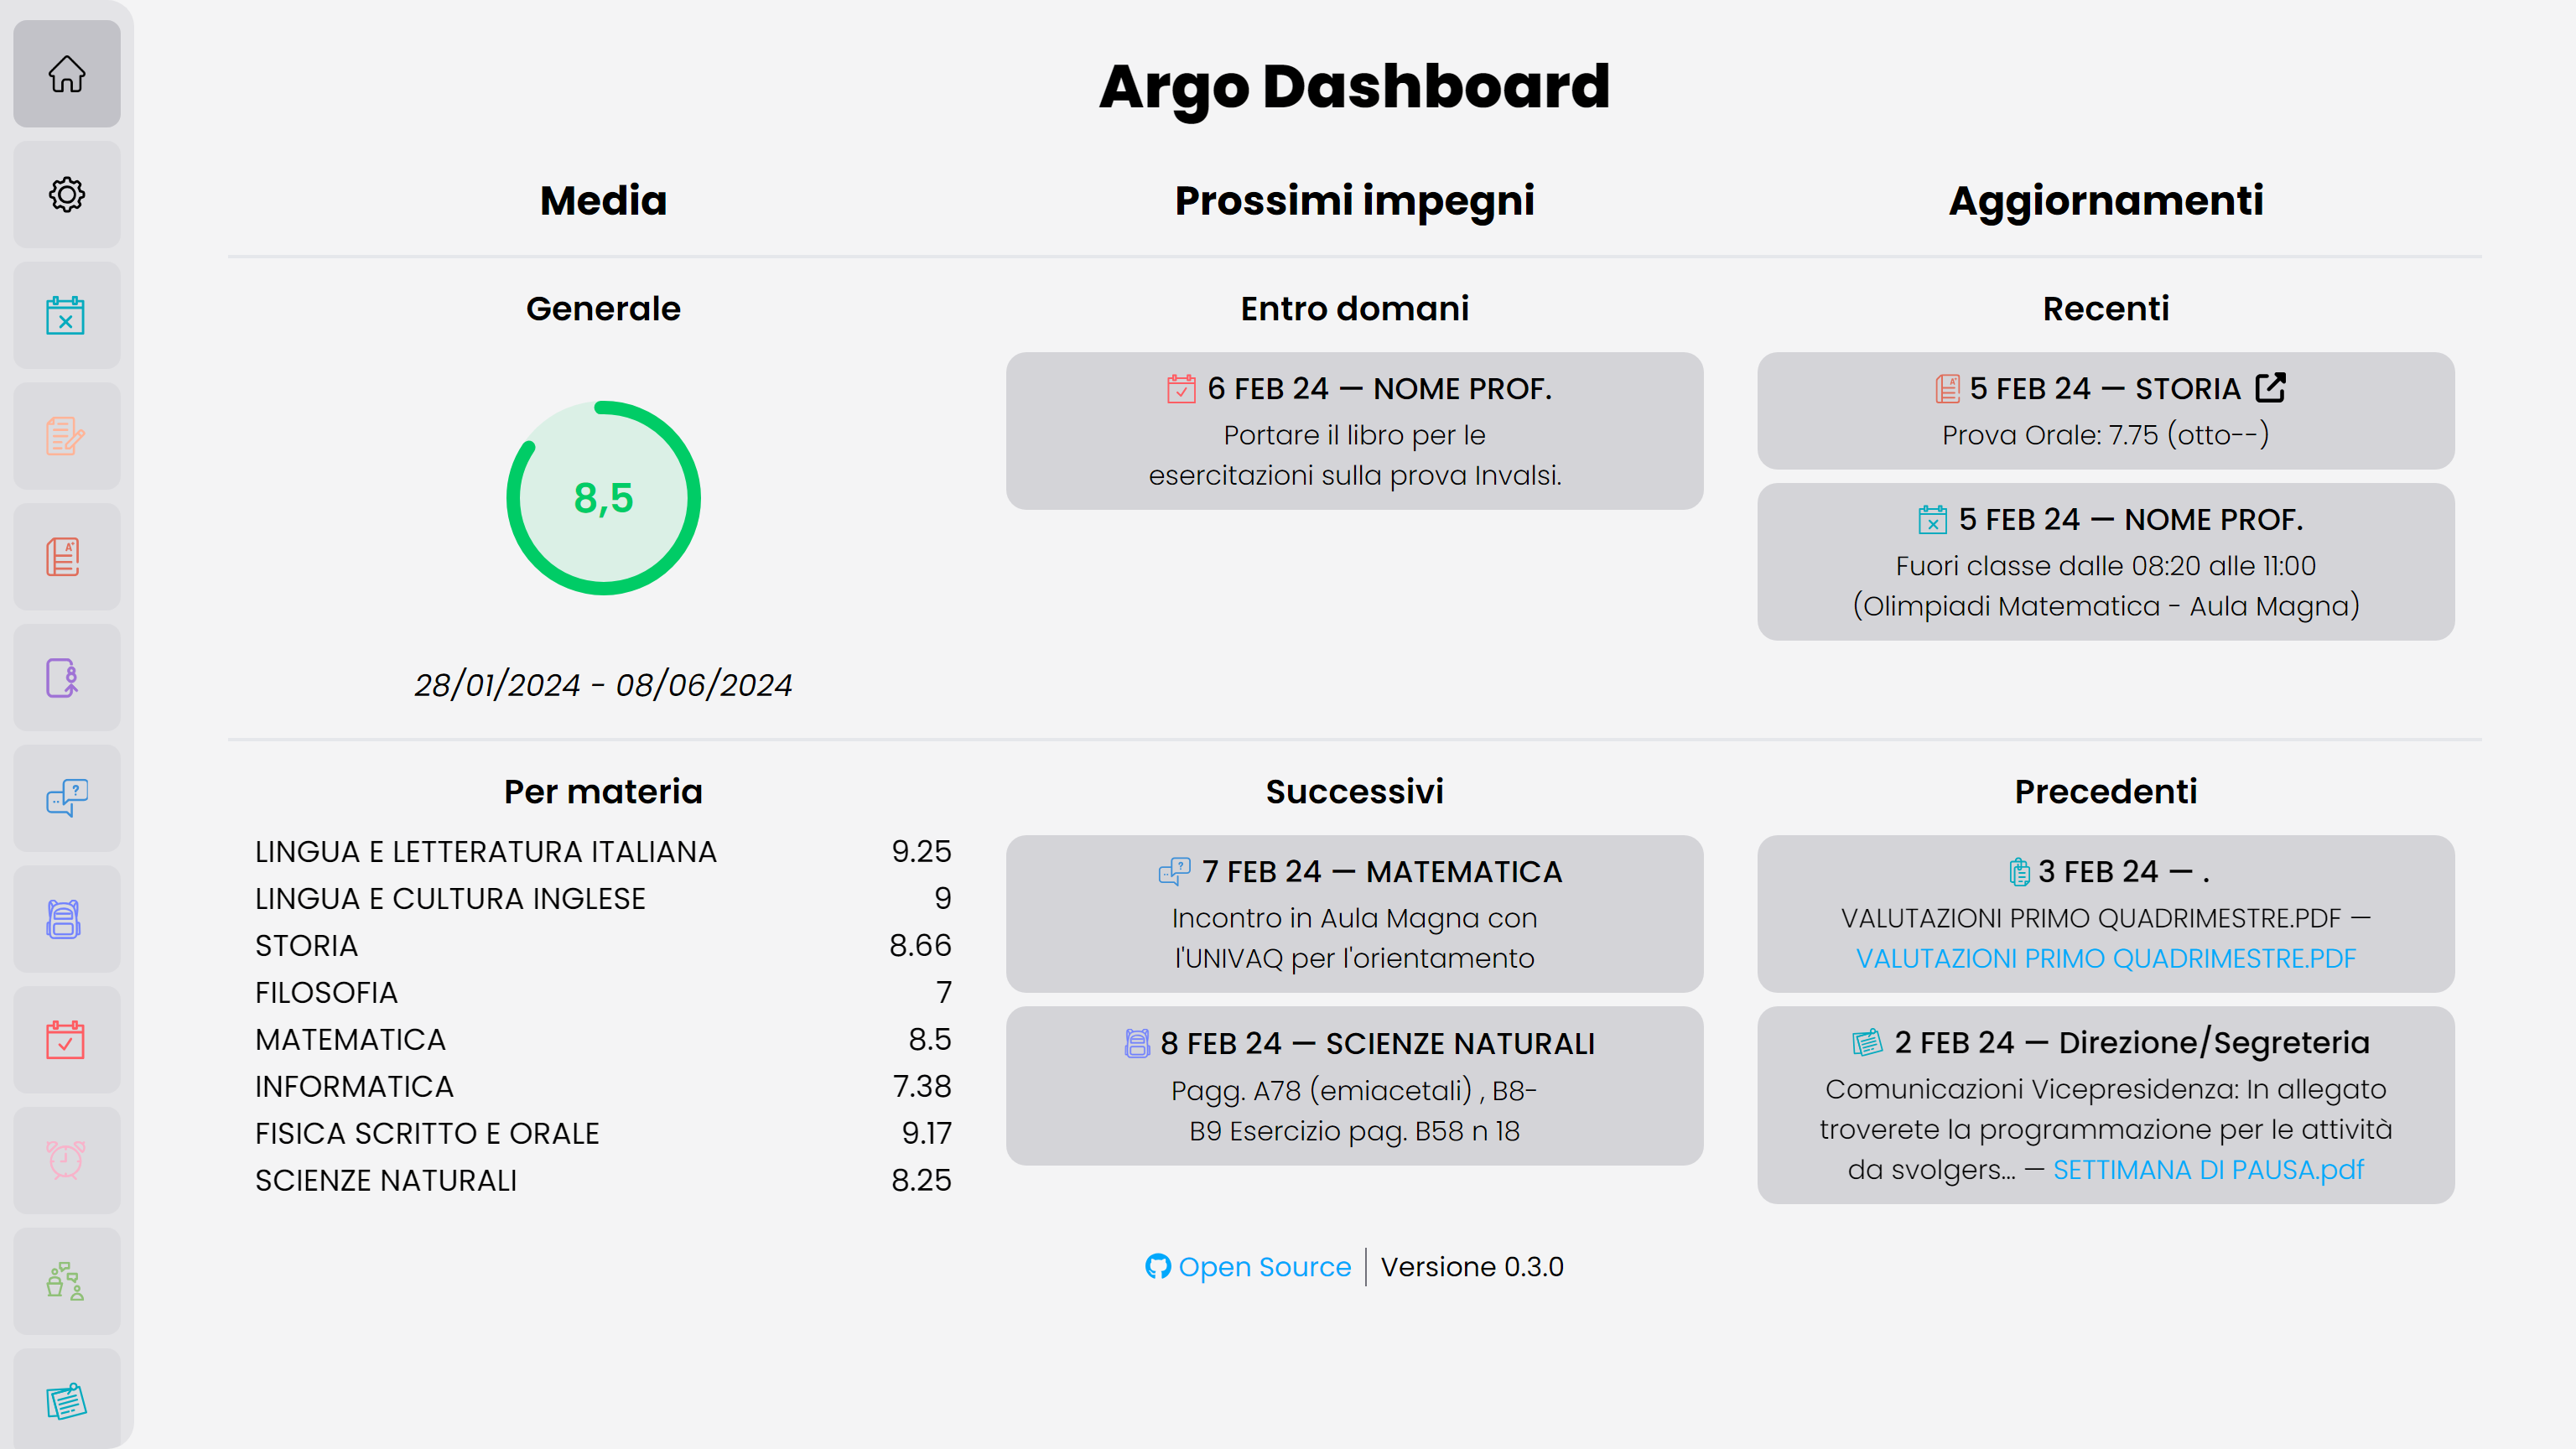 Argo Dashboard
Media
Generale
8,5
28/01/2024 - 08/06/2024
Per materia
LINGUA E LETTERATURA ITALIANA 9.25
LINGUA E CULTURA INGLESE 9
STORIA 8.66
FILOSOFIA 7
MATEMATICA 8.5
INFORMATICA 7.38
FISICA SCRITTO E ORALE 9.17
SCIENZE NATURALI 8.25
Prossimi impegni
Entro domani
6 FEB 24 — NOME PROF.
Portare il libro per le
esercitazioni sulla prova Invalsi.
Successivi
7 FEB 24 — MATEMATICA
Incontro in Aula Magna con
l'UNIVAQ per l'orientamento
8 FEB 24 — SCIENZE NATURALI
Pagg. A78 (emiacetali) , B8-
B9 Esercizio pag. B58 n 18
Aggiornamenti
Recenti
5 FEB 24 — STORIA
Prova Orale: 7.75 (otto--)
5 FEB 24 — NOME PROF.
Fuori classe dalle 08:20 alle 11:00
(Olimpiadi Matematica - Aula Magna)
Precedenti
3 FEB 24 — .
VALUTAZIONI PRIMO QUADRIMESTRE.PDF —
VALUTAZIONI PRIMO QUADRIMESTRE.PDF
2 FEB 24 — Direzione/Segreteria
Comunicazioni Vicepresidenza: In allegato
troverete la programmazione per le attività
da svolgers... — SETTIMANA DI PAUSA.pdf
Open Source | Versione 0.3.0